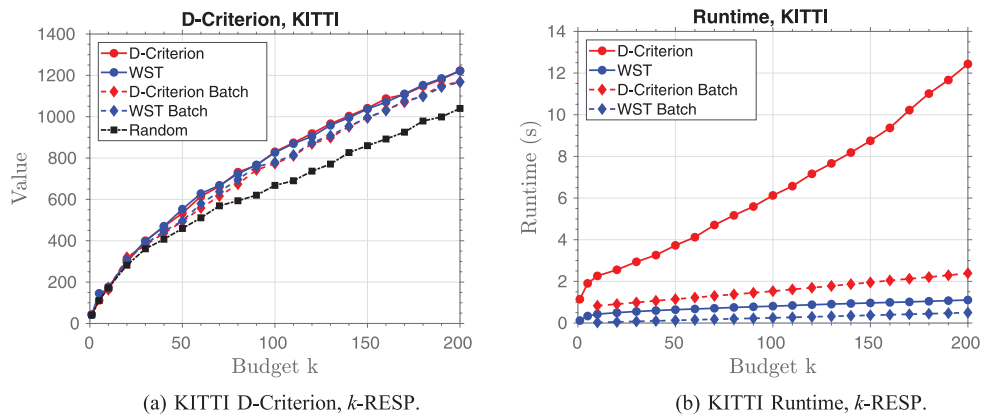 D-Criterion, KITTI
1400
1200
1000
800
600
400
200
0
Value
D-Criterion
WST
D-Criterion Batch
WST Batch
Random
0
50
100
150
200
Budget k
(a) KITTI D-Criterion, k-RESP.
Runtime, KITTI
14
12
10
8
6
4
2
0
Runtime (s)
D-Criterion
WST
D-Criterion Batch
WST Batch
0
50
100
150
200
Budget k
(b) KITTI Runtime, k-RESP.